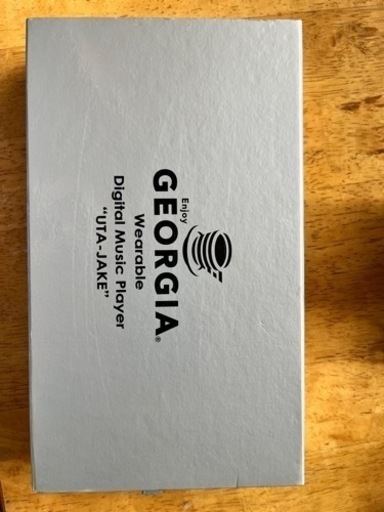 Enjoy
GEORGIA®
Wearable
Digital Music Player
"UTA-JAKE"